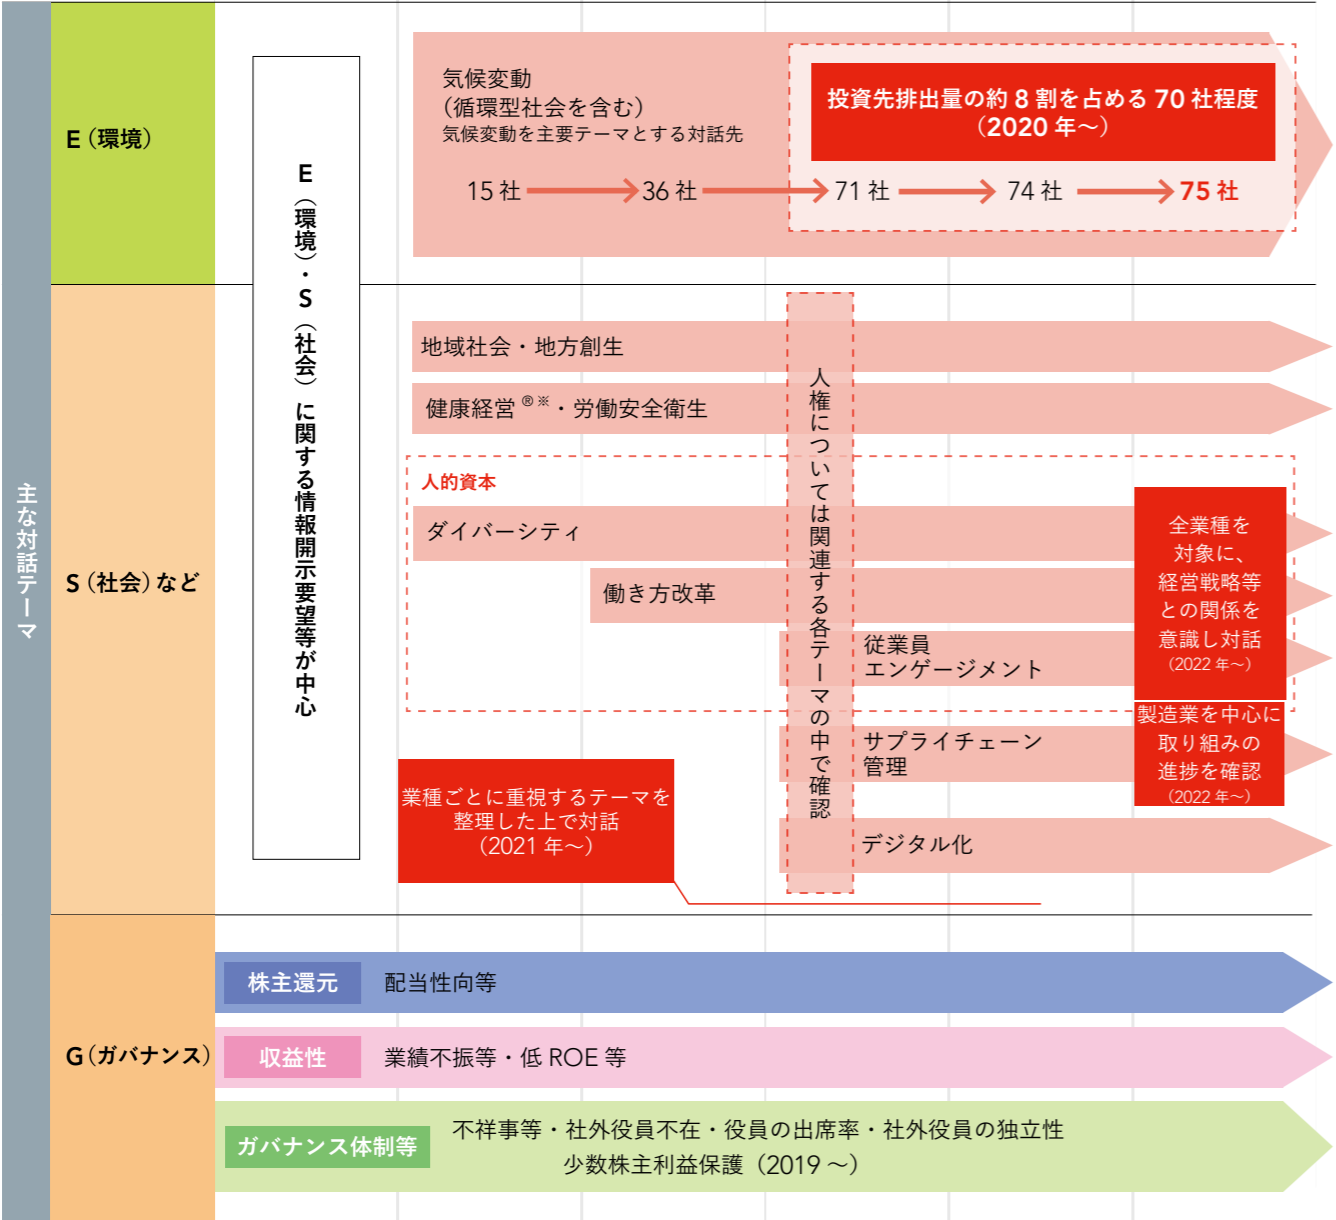 主な対話テーマ
E（環境）
E（環境）・S（社会）に関する情報開示要望等が中心
気候変動
（循環型社会を含む）
気候変動を主要テーマとする対話先
投資先排出量の約 8 割を占める 70 社程度
（2020 年～）
15 社
36 社
71 社
74 社
75 社
S（社会）など
地域社会・地方創生
健康経営®※・労働安全衛生
人権については関連する各テーマの中で確認
人的資本
ダイバーシティ
働き方改革
従業員
エンゲージメント
全業種を
対象に、
経営戦略等
との関係を
意識し対話
（2022 年～）
サプライチェーン
管理
製造業を中心に
取り組みの
進捗を確認
（2022 年～）
業種ごとに重視するテーマを
整理した上で対話
（2021 年～）
デジタル化
G（ガバナンス）
株主還元
配当性向等
収益性
業績不振等・低 ROE 等
ガバナンス体制等
不祥事等・社外役員不在・役員の出席率・社外役員の独立性
少数株主利益保護（2019 ～）